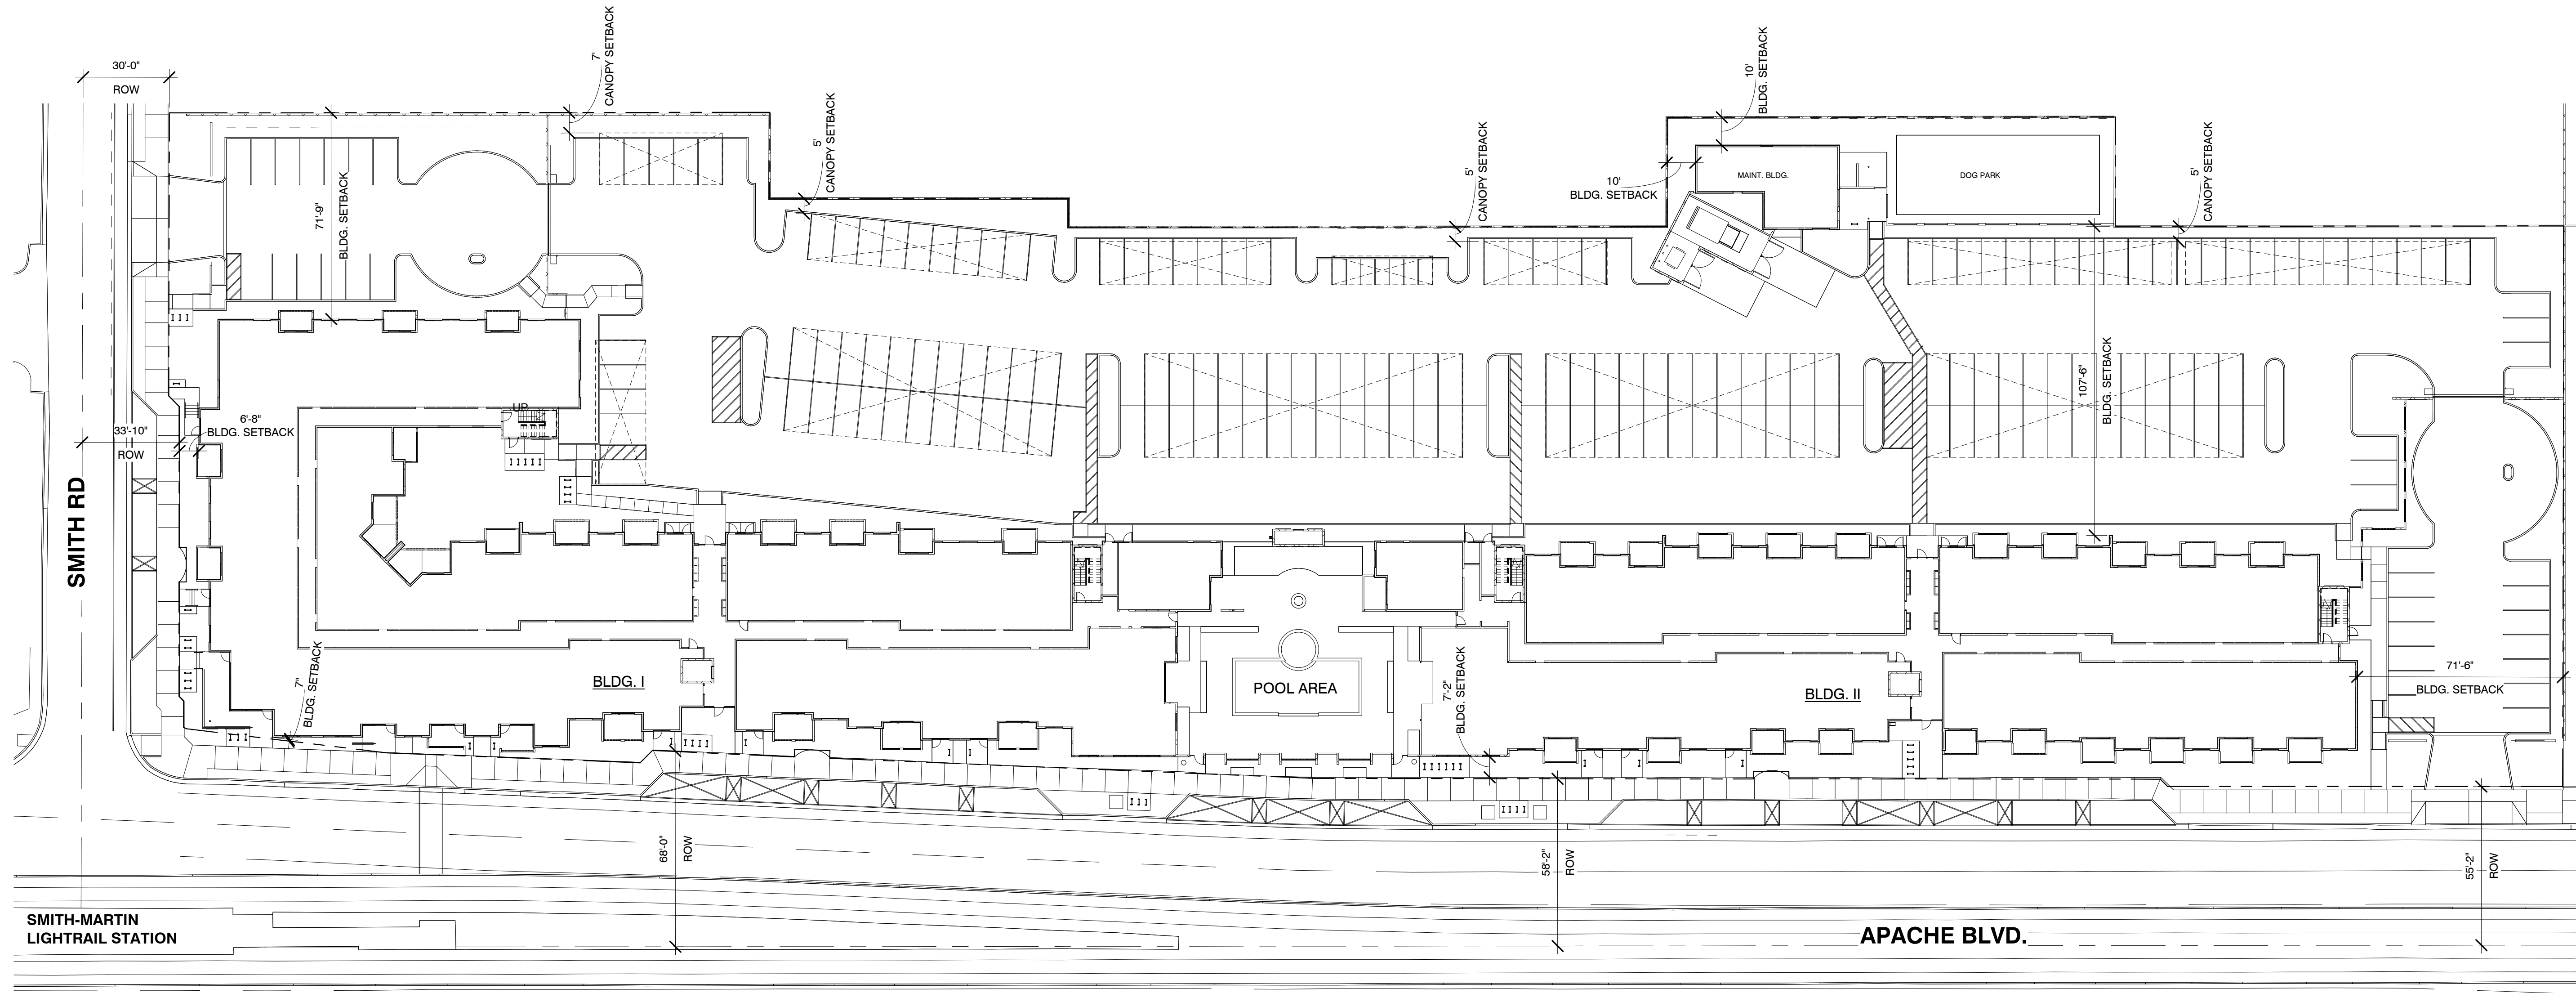 30'-0"
ROW
7'
CANOPY SETBACK
5'
CANOPY SETBACK
5'
CANOPY SETBACK
10'
BLDG. SETBACK
10'
BLDG. SETBACK
MAINT. BLDG.
DOG PARK
5'
CANOPY SETBACK
71'-9"
BLDG. SETBACK
107'-6"
BLDG. SETBACK
UP
6'-8"
BLDG. SETBACK
33'-10"
ROW
SMITH RD
7"
BLDG. SETBACK
BLDG. I
POOL AREA
7'-2"
BLDG. SETBACK
BLDG. II
71'-6"
BLDG. SETBACK
68'-0"
ROW
58'-2"
ROW
55'-2"
ROW
SMITH-MARTIN
LIGHTRAIL STATION
APACHE BLVD.